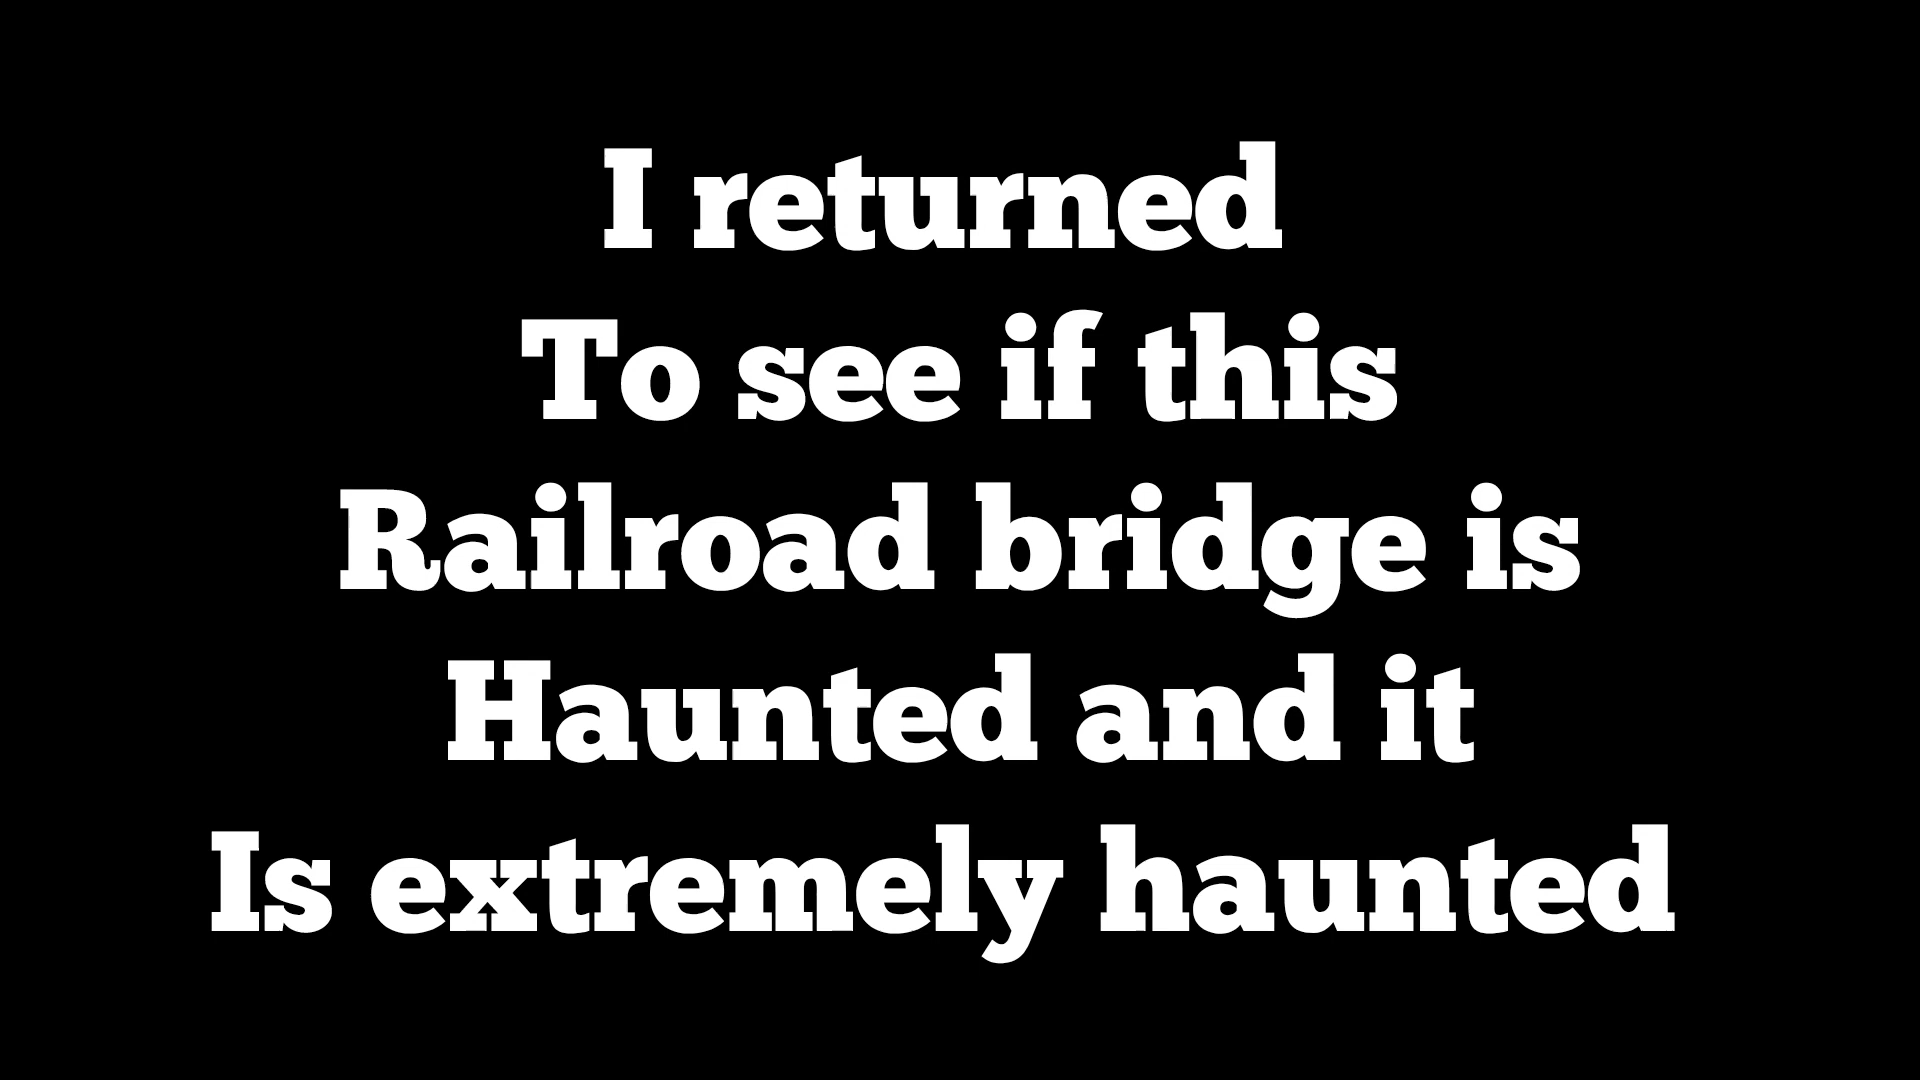 I returned
To see if this
Railroad bridge is
Haunted and it
Is extremely haunted